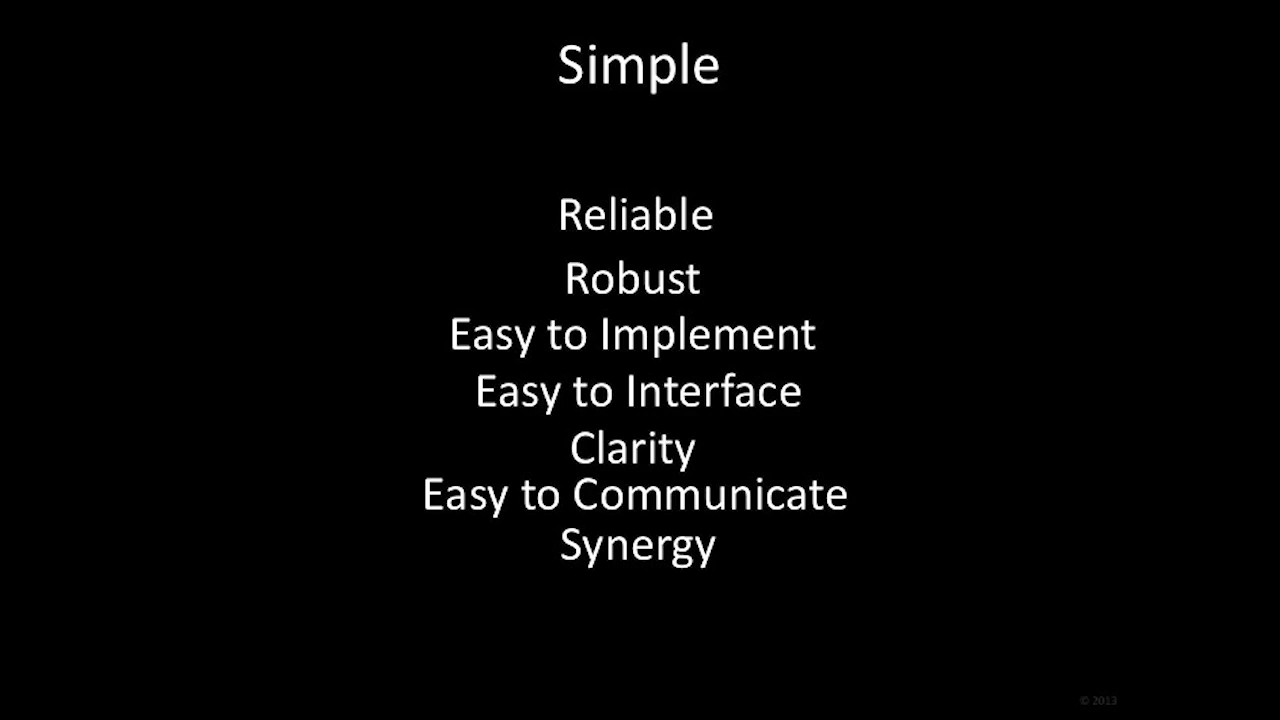 Simple
Reliable
Robust
Easy to Implement
Easy to Interface
Clarity
Easy to Communicate
Synergy
© 2013